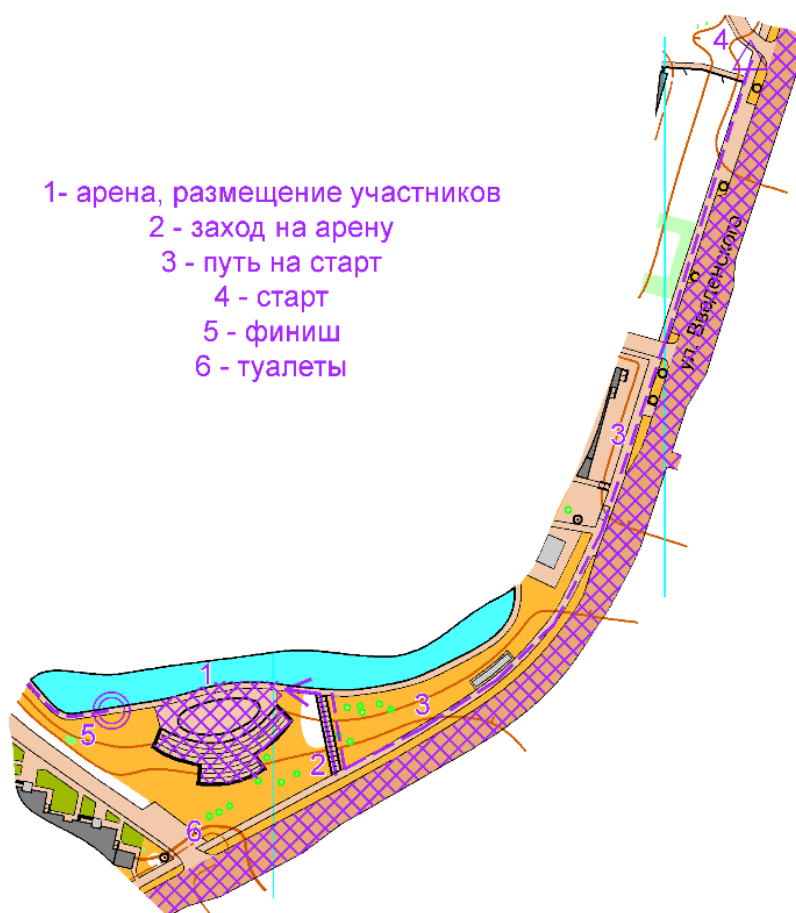 4
1- арена, размещение участников
2 - заход на арену
3 - путь на старт
4 - старт
5 - финиш
6 - туалеты
ул. Введенского
3
1
3
5
2
6